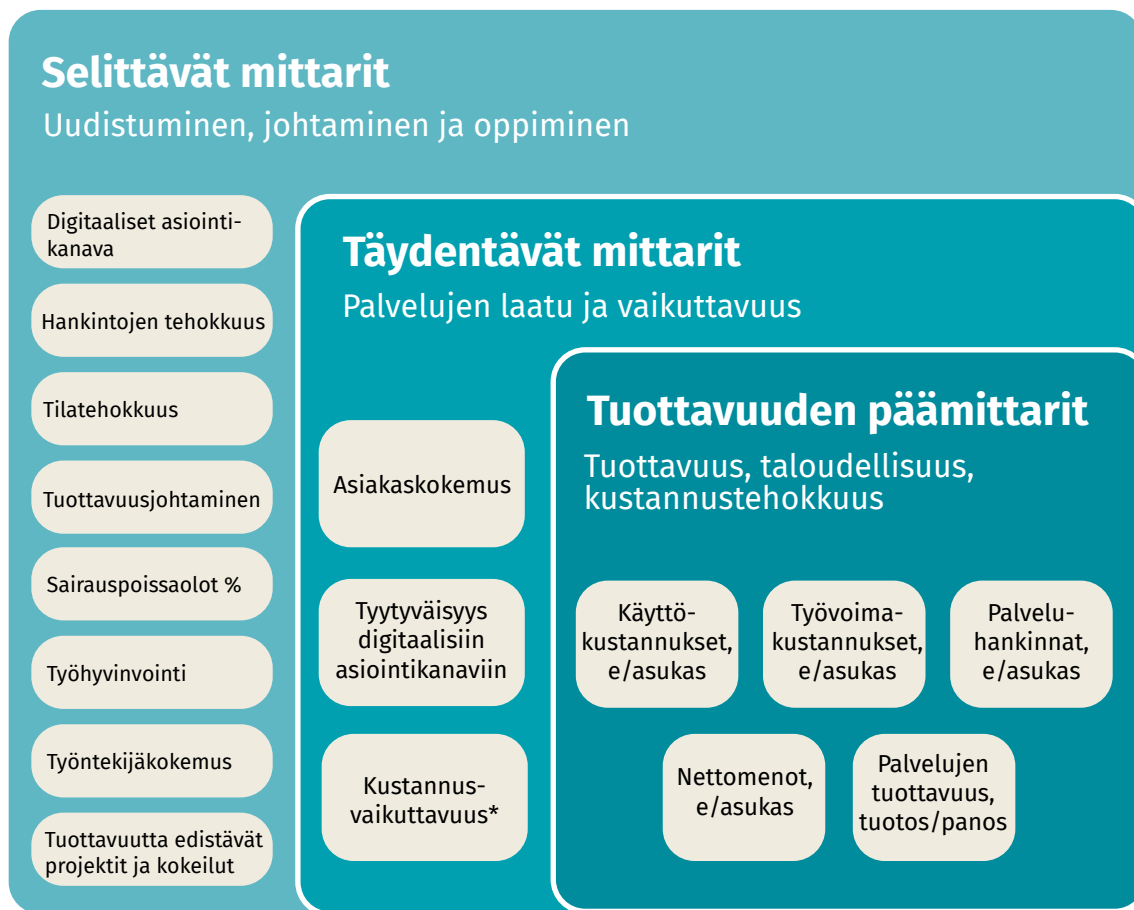 Selittävät mittarit
Uudistuminen, johtaminen ja oppiminen
Digitaaliset asiointi-
kanava
Hankintojen tehokkuus
Tilatehokkuus
Tuottavuusjohtaminen
Sairauspoissaolot %
Työhyvinvointi
Työntekijäkokemus
Tuottavuutta edistävät
projektit ja kokeilut
Täydentävät mittarit
Palvelujen laatu ja vaikuttavuus
Asiakaskokemus
Tyytyväisyys
digitaalisiin
asiointikanaviin
Kustannus-
vaikuttavuus*
Tuottavuuden päämittarit
Tuottavuus, taloudellisuus,
kustannustehokkuus
Käyttö-
kustannukset,
e/asukas
Työvoima-
kustannukset,
e/asukas
Palvelu-
hankinnat,
e/asukas
Nettomenot,
e/asukas
Palvelujen
tuottavuus,
tuotos/panos